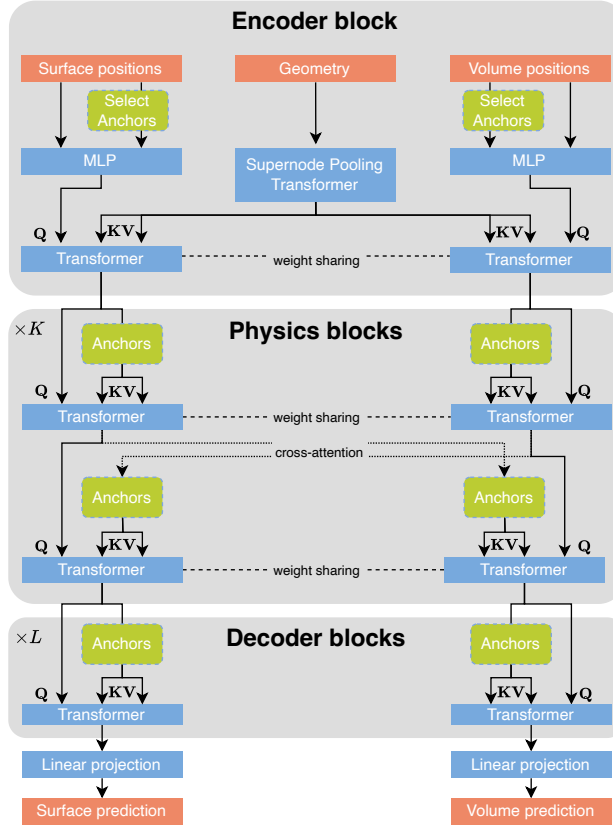 Encoder block
Surface positions
Geometry
Volume positions
Select
Anchors
Select
Anchors
MLP
Supernode Pooling
Transformer
MLP
Q
KV
KV
Q
Transformer
weight sharing
Transformer
×K
Physics blocks
Anchors
Anchors
Q
KV
KV
Q
Transformer
weight sharing
Transformer
cross-attention
Anchors
Anchors
Q
KV
KV
Q
Transformer
weight sharing
Transformer
×L
Decoder blocks
Anchors
Anchors
Q
KV
KV
Q
Transformer
Transformer
Linear projection
Linear projection
Surface prediction
Volume prediction